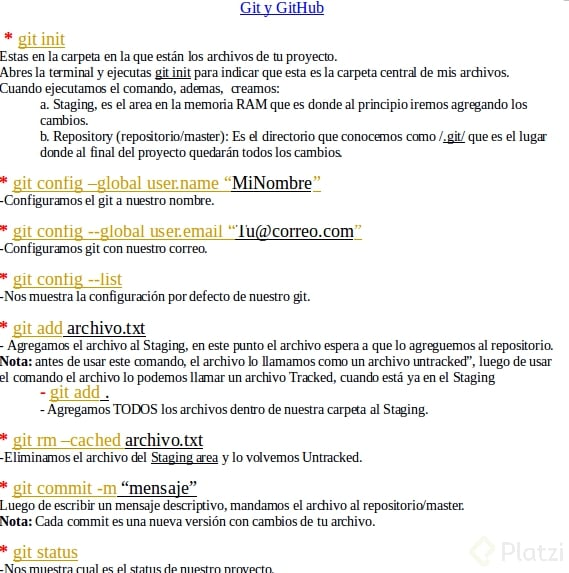 Git y GitHub
* git init
Estas en la carpeta en la que están los archivos de tu proyecto.
Abres la terminal y ejecutas git init para indicar que esta es la carpeta central de mis archivos.
Cuando ejecutamos el comando, ademas, creamos:
a. Staging, es el area en la memoria RAM que es donde al principio iremos agregando los
cambios.
b. Repository (repositorio/master): Es el directorio que conocemos como /.git/ que es el lugar
donde al final del proyecto quedarán todos los cambios.
* git config –global user.name “MiNombre”
-Configuramos el git a nuestro nombre.
* git config --global user.email “Tu@correo.com”
-Configuramos git con nuestro correo.
* git config --list
-Nos muestra la configuración por defecto de nuestro git.
* git add archivo.txt
- Agregamos el archivo al Staging, en este punto el archivo espera a que lo agreguemos al repositorio.
Nota: antes de usar este comando, el archivo lo llamamos como un archivo untracked”, luego de usar
el comando el archivo lo podemos llamar un archivo Tracked, cuando está ya en el Staging
- git add .
- Agregamos TODOS los archivos dentro de nuestra carpeta al Staging.
* git rm –cached archivo.txt
-Eliminamos el archivo del Staging area y lo volvemos Untracked.
* git commit -m “mensaje”
Luego de escribir un mensaje descriptivo, mandamos el archivo al repositorio/master.
Nota: Cada commit es una nueva versión con cambios de tu archivo.
* git status
-Nos muestra cual es el status de nuestro proyecto.
Platzi